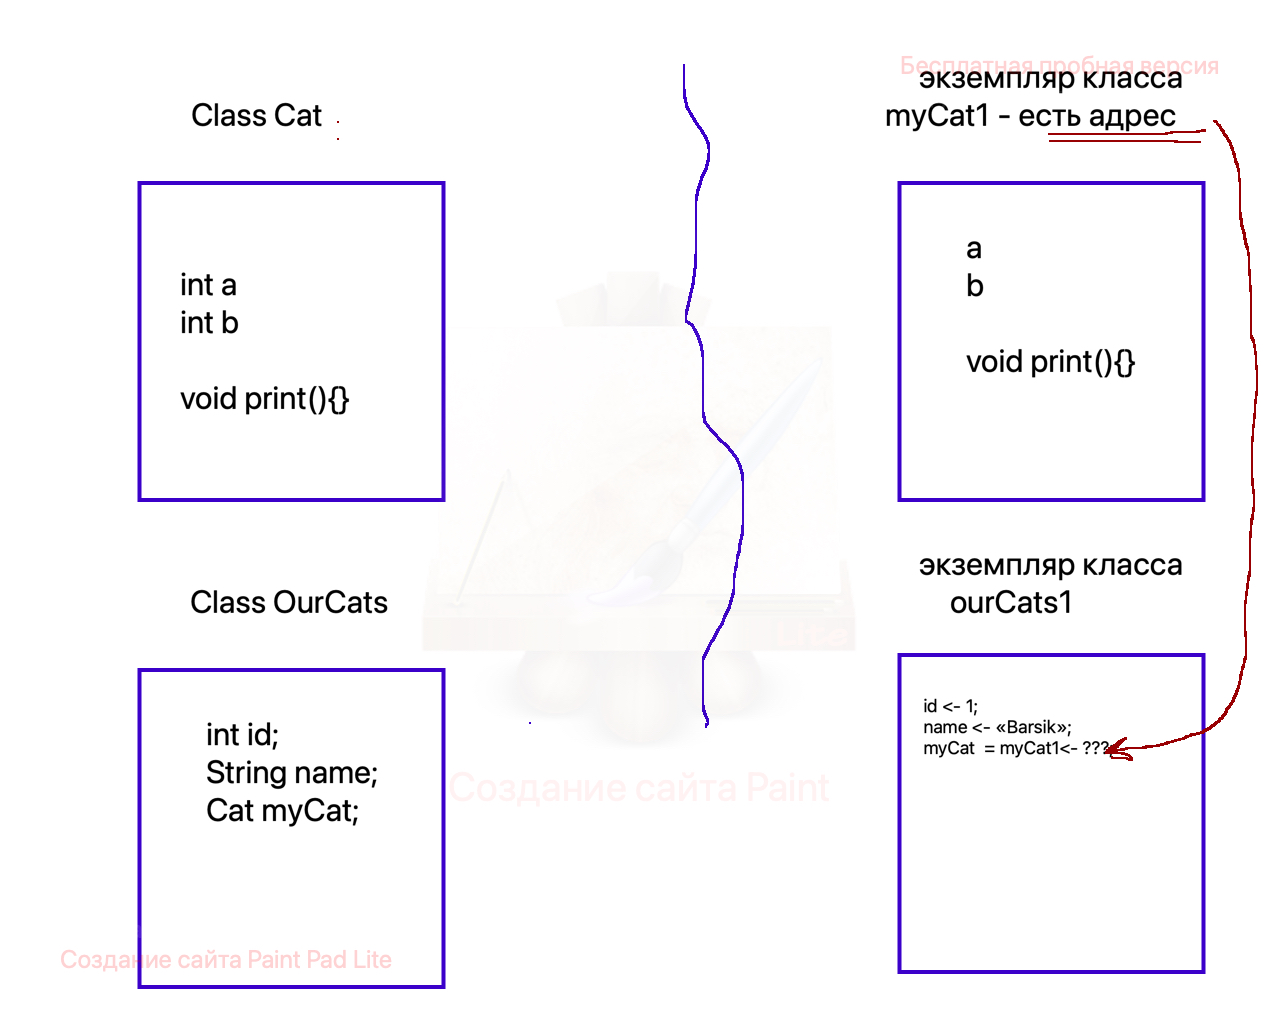 Бесплатная пробная версия
Class Cat
экземпляр класса
myCat1 - есть адрес
int a
int b
void print(){}
a
b
void print(){}
Class OurCats
экземпляр класса
ourCats1
int id;
String name;
Cat myCat;
id <- 1;
name <- «Barsik»;
myCat = myCat1<- ???
Создание сайта Paint
Lite
Создание сайта Paint Pad Lite